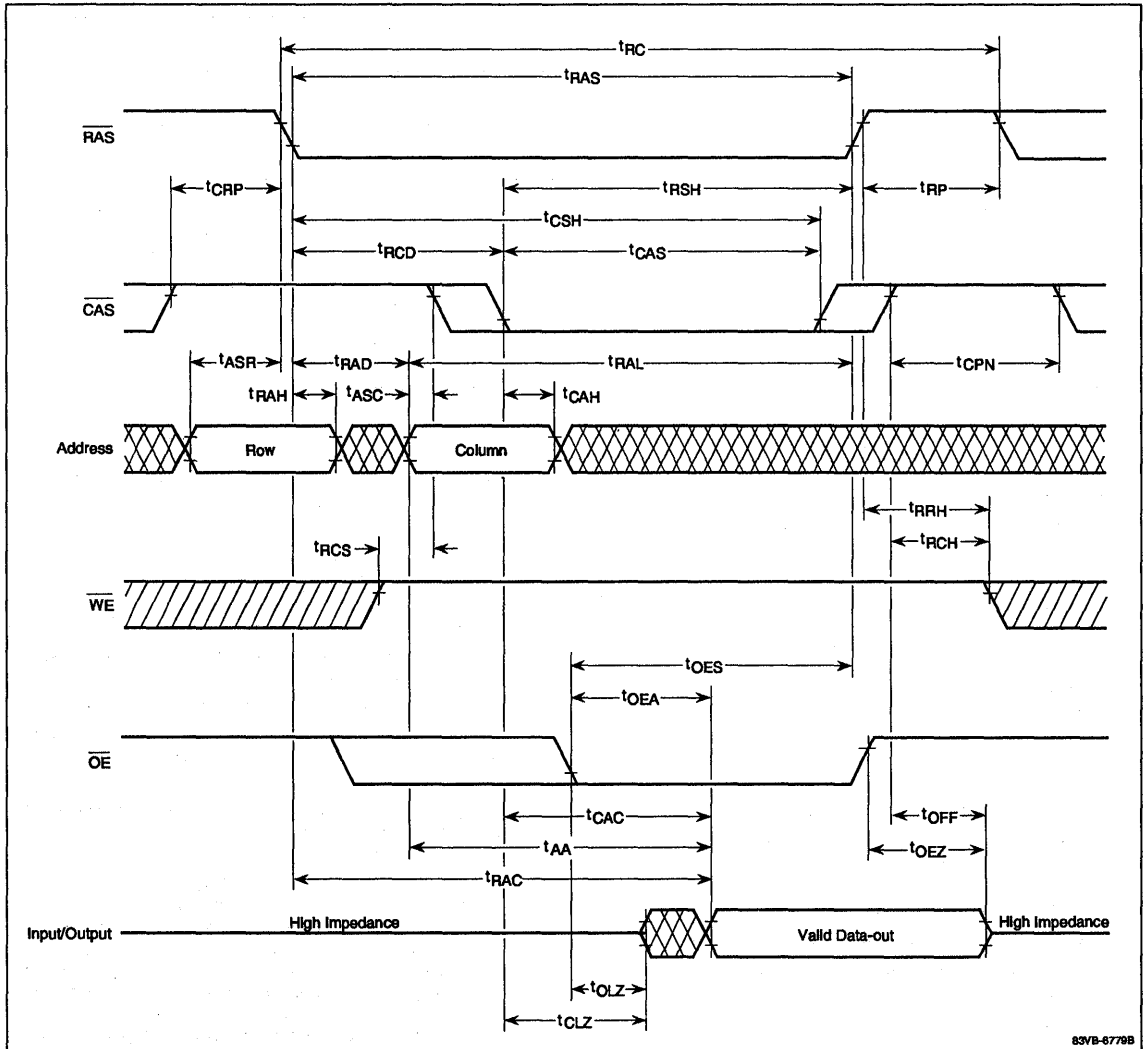 tRC
tRAS
RAS
tCRP
tRSH
tRP
tCSH
tRCD
tCAS
CAS
tASR
tRAD
tRAL
tCPN
tRAH
tASC
tCAH
Address
Row
Column
tRRH
tRCS
tRCH
WE
tOES
tOEA
OE
tCAC
tOFF
tAA
tOEZ
tRAC
High Impedance
High Impedance
Input/Output
Valid Data-out
tOLZ
tCLZ
83VB-6779B